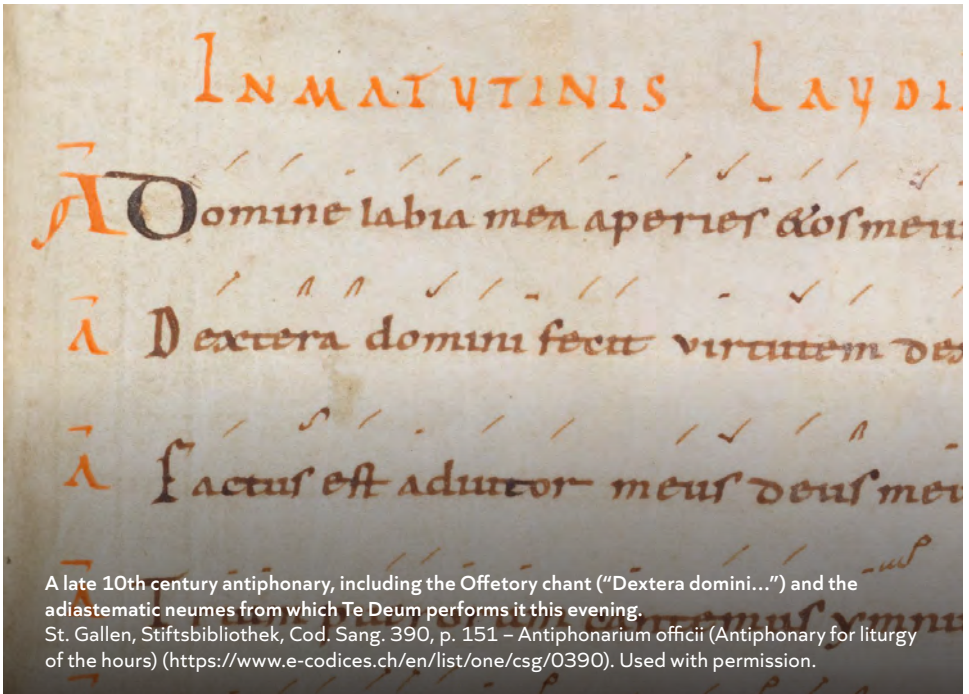 INMATUTINIS LAUDI
A Domine labia mea aperies &os meu
A Dextera domini fecit virtutem dex
A Factus est adiutor meus deus meu
A late 10th century antiphonary, including the Offetory chant (“Dextera domini...”) and the
adiastematic neumes from which Te Deum performs it this evening.
St. Gallen, Stiftsbibliothek, Cod. Sang. 390, p. 151 – Antiphonarium officii (Antiphonary for liturgy
of the hours) (https://www.e-codices.ch/en/list/one/csg/0390). Used with permission.